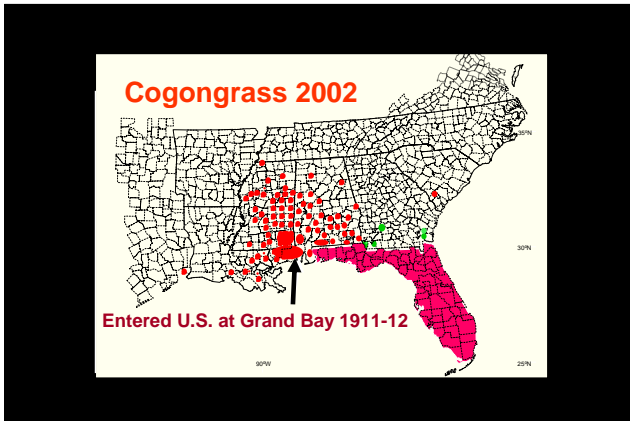 Cogongrass 2002
35°N
30°N
Entered U.S. at Grand Bay 1911-12
90°W
25°N